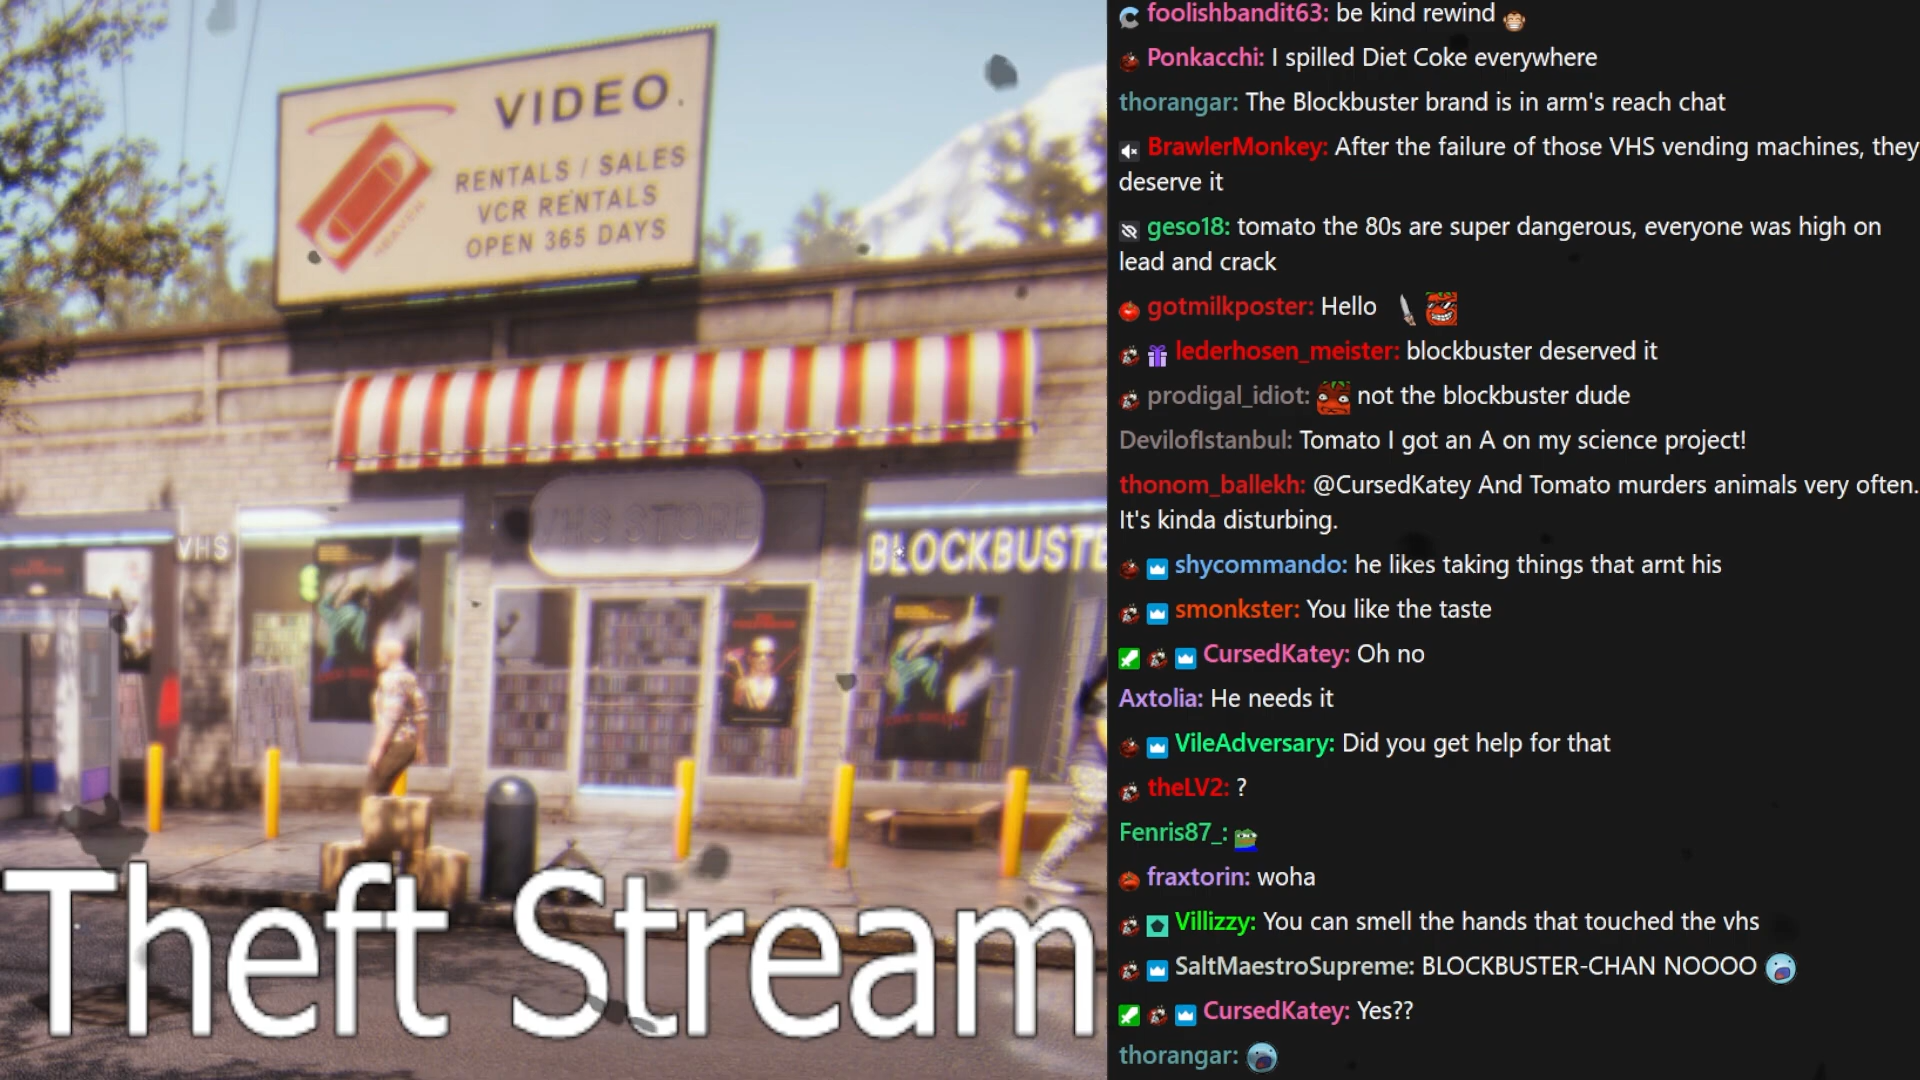 VIDEO
RENTALS / SALES
VCR RENTALS
OPEN 365 DAYS
HEAVEN
VHS
VHS STORE
BLOCKBUSTE
Theft Stream
foolishbandit63: be kind rewind
Ponkacchi: I spilled Diet Coke everywhere
thorangar: The Blockbuster brand is in arm's reach chat
BrawlerMonkey: After the failure of those VHS vending machines, they
deserve it
geso18: tomato the 80s are super dangerous, everyone was high on
lead and crack
gotmilkposter: Hello
lederhosen_meister: blockbuster deserved it
prodigal_idiot: not the blockbuster dude
DevilofIstanbul: Tomato I got an A on my science project!
thonom_ballekh: @CursedKatey And Tomato murders animals very often.
It's kinda disturbing.
shycommando: he likes taking things that arnt his
smonkster: You like the taste
CursedKatey: Oh no
Axtolia: He needs it
VileAdversary: Did you get help for that
theLV2: ?
Fenris87_:
fraxtorin: woha
Villizzy: You can smell the hands that touched the vhs
SaltMaestroSupreme: BLOCKBUSTER-CHAN NOOOO
CursedKatey: Yes??
thorangar: